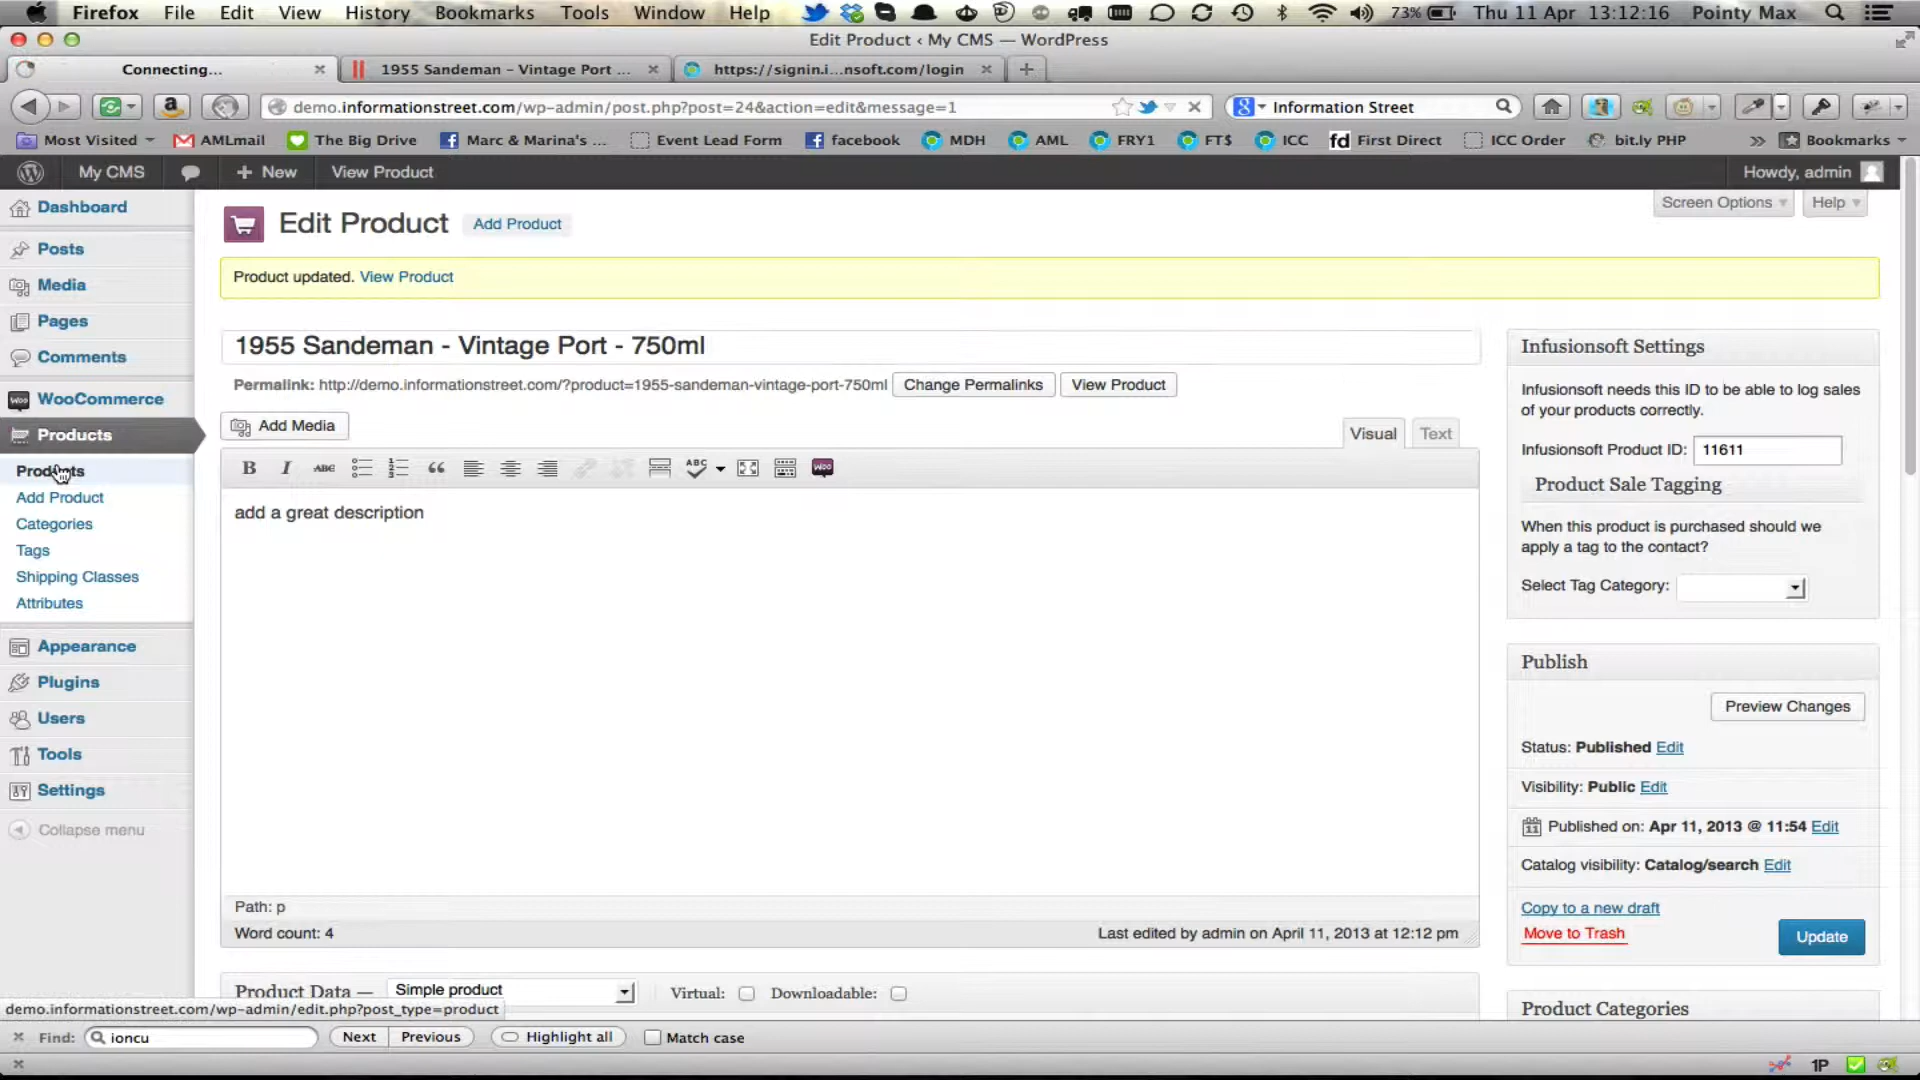 Firefox File Edit View History Bookmarks Tools Window Help 73% Thu 11 Apr 13:12:16 Pointy Max
Edit Product ‹ My CMS — WordPress
Connecting... 1955 Sandeman – Vintage Port ... https://signin.i...nsoft.com/login
demo.informationstreet.com/wp-admin/post.php?post=24&action=edit&message=1 Information Street
Most Visited AMLmail The Big Drive Marc & Marina's ... Event Lead Form facebook MDH AML FRY1 FT$ ICC fd First Direct ICC Order bit.ly PHP » Bookmarks
My CMS + New View Product Howdy, admin
Screen Options Help
Dashboard
Posts
Media
Pages
Comments
WooCommerce
Products
Products
Add Product
Categories
Tags
Shipping Classes
Attributes
Appearance
Plugins
Users
Tools
Settings
Collapse menu
Edit Product Add Product
Product updated. View Product
1955 Sandeman - Vintage Port - 750ml
Permalink: http://demo.informationstreet.com/?product=1955-sandeman-vintage-port-750ml Change Permalinks View Product
Add Media
Visual Text
B I ABC ABC Woo
add a great description
Path: p
Word count: 4 Last edited by admin on April 11, 2013 at 12:12 pm
Product Data — Simple product Virtual: Downloadable:
Infusionsoft Settings
Infusionsoft needs this ID to be able to log sales
of your products correctly.
Infusionsoft Product ID: 11611
Product Sale Tagging
When this product is purchased should we
apply a tag to the contact?
Select Tag Category:
Publish
Preview Changes
Status: Published Edit
Visibility: Public Edit
Published on: Apr 11, 2013 @ 11:54 Edit
Catalog visibility: Catalog/search Edit
Copy to a new draft
Move to Trash
Update
Product Categories
demo.informationstreet.com/wp-admin/edit.php?post_type=product
Find: ioncu Next Previous Highlight all Match case
1P